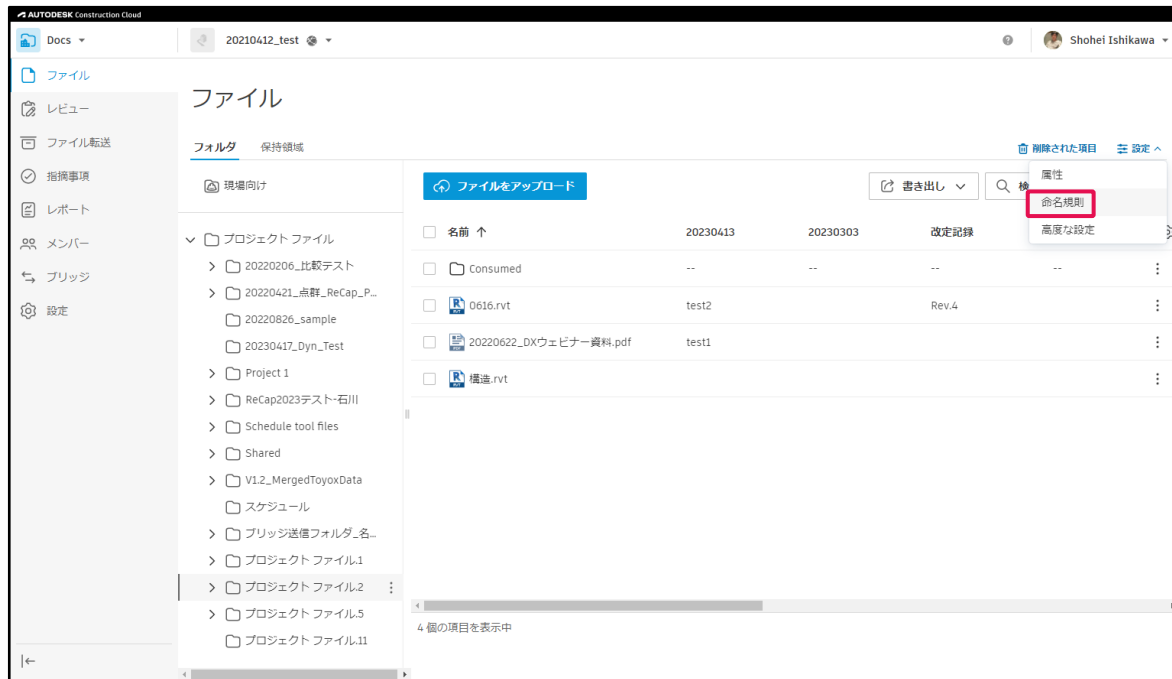 AUTODESK Construction Cloud
Docs
20210412_test
Shohei Ishikawa
ファイル
レビュー
ファイル転送
指摘事項
レポート
メンバー
ブリッジ
設定
ファイル
フォルダ
保持領域
削除された項目
設定
属性
命名規則
高度な設定
現場向け
プロジェクト ファイル
20220206_比較テスト
20220421_点群_ReCap_P...
20220826_sample
20230417_Dyn_Test
Project 1
ReCap2023テスト-石川
Schedule tool files
Shared
V1.2_MergedToyoxData
スケジュール
ブリッジ送信フォルダ_名...
プロジェクト ファイル.1
プロジェクト ファイル.2
プロジェクト ファイル.5
プロジェクト ファイル.11
ファイルをアップロード
書き出し
検
名前 20230413 20230303 改定記録
Consumed -- -- -- --
0616.rvt test2 Rev.4
20220622_DXウェビナー資料.pdf test1
構造.rvt
4 個の項目を表示中